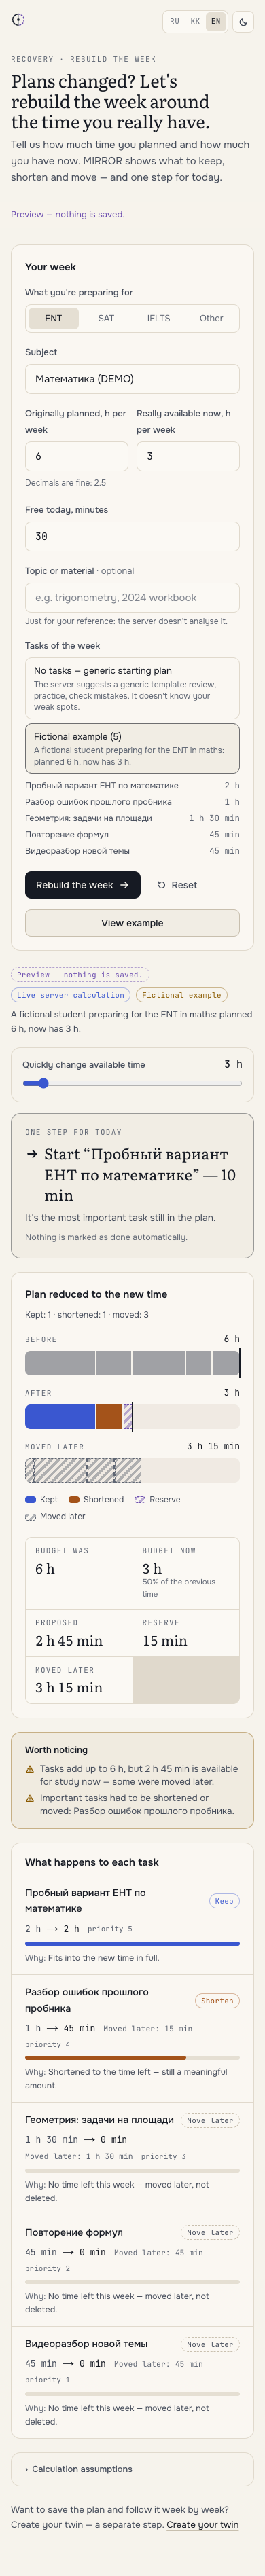 RU KK EN
RECOVERY · REBUILD THE WEEK
Plans changed? Let's
rebuild the week around
the time you really have.
Tell us how much time you planned and how much
you have now. MIRROR shows what to keep,
shorten and move — and one step for today.
Preview — nothing is saved.
Your week
What you're preparing for
ENT SAT IELTS Other
Subject
Математика (DEMO)
Originally planned, h per week
Really available now, h per week
6
3
Decimals are fine: 2.5
Free today, minutes
30
Topic or material · optional
e.g. trigonometry, 2024 workbook
Just for your reference: the server doesn't analyse it.
Tasks of the week
No tasks — generic starting plan
The server suggests a generic template: review,
practice, check mistakes. It doesn't know your
weak spots.
Fictional example (5)
A fictional student preparing for the ENT in maths:
planned 6 h, now has 3 h.
Пробный вариант ЕНТ по математике 2 h
Разбор ошибок прошлого пробника 1 h
Геометрия: задачи на площади 1 h 30 min
Повторение формул 45 min
Видеоразбор новой темы 45 min
Rebuild the week → Reset
View example
Preview — nothing is saved.
Live server calculation Fictional example
A fictional student preparing for the ENT in maths: planned
6 h, now has 3 h.
Quickly change available time 3 h
ONE STEP FOR TODAY
→ Start “Пробный вариант
ЕНТ по математике” — 10
min
It's the most important task still in the plan.
Nothing is marked as done automatically.
Plan reduced to the new time
Kept: 1 · shortened: 1 · moved: 3
BEFORE 6 h
AFTER 3 h
MOVED LATER 3 h 15 min
Kept Shortened Reserve
Moved later
BUDGET WAS
6 h
BUDGET NOW
3 h
50% of the previous
time
PROPOSED
2 h 45 min
RESERVE
15 min
MOVED LATER
3 h 15 min
Worth noticing
Tasks add up to 6 h, but 2 h 45 min is available
for study now — some were moved later.
Important tasks had to be shortened or
moved: Разбор ошибок прошлого пробника.
What happens to each task
Пробный вариант ЕНТ по
математике
Keep
2 h → 2 h priority 5
Why: Fits into the new time in full.
Разбор ошибок прошлого
пробника
Shorten
1 h → 45 min Moved later: 15 min
priority 4
Why: Shortened to the time left — still a meaningful
amount.
Геометрия: задачи на площади Move later
1 h 30 min → 0 min
Moved later: 1 h 30 min priority 3
Why: No time left this week — moved later, not
deleted.
Повторение формул Move later
45 min → 0 min Moved later: 45 min
priority 2
Why: No time left this week — moved later, not
deleted.
Видеоразбор новой темы Move later
45 min → 0 min Moved later: 45 min
priority 1
Why: No time left this week — moved later, not
deleted.
› Calculation assumptions
Want to save the plan and follow it week by week?
Create your twin — a separate step. Create your twin